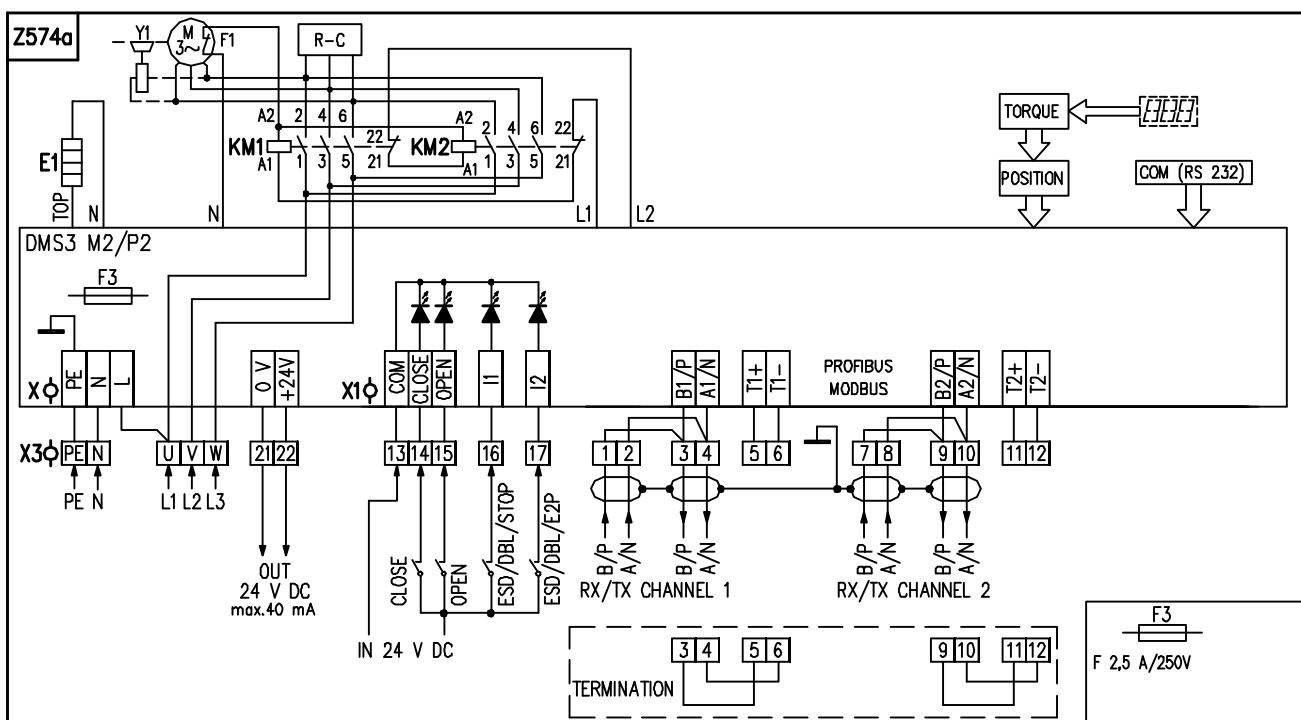 Z574a
Y1
M
3~
F1
R-C
A2 2 4 6
22
A2
2 4 6 22
KM1
KM2
A1 1 3 5 21
A1 1 3 5 21
E1
TOP
N
N
L1
L2
TORQUE
POSITION
COM (RS 232)
DMS3 M2/P2
F3
X
PE
N
L
0 V
+24V
X1
COM
CLOSE
OPEN
I1
I2
B1/P
A1/N
T1+
T1-
PROFIBUS
MODBUS
B2/P
A2/N
T2+
T2-
X3
PE N U V W 21 22 13 14 15 16 17 1 2 3 4 5 6 7 8 9 10 11 12
PE N L1 L2 L3
OUT
24 V DC
max.40 mA
CLOSE
OPEN
ESD/DBL/STOP
ESD/DBL/E2P
IN 24 V DC
B/P
A/N
B/P
A/N
RX/TX CHANNEL 1
B/P
A/N
B/P
A/N
RX/TX CHANNEL 2
TERMINATION
3 4 5 6 9 10 11 12
F3
F 2,5 A/250V